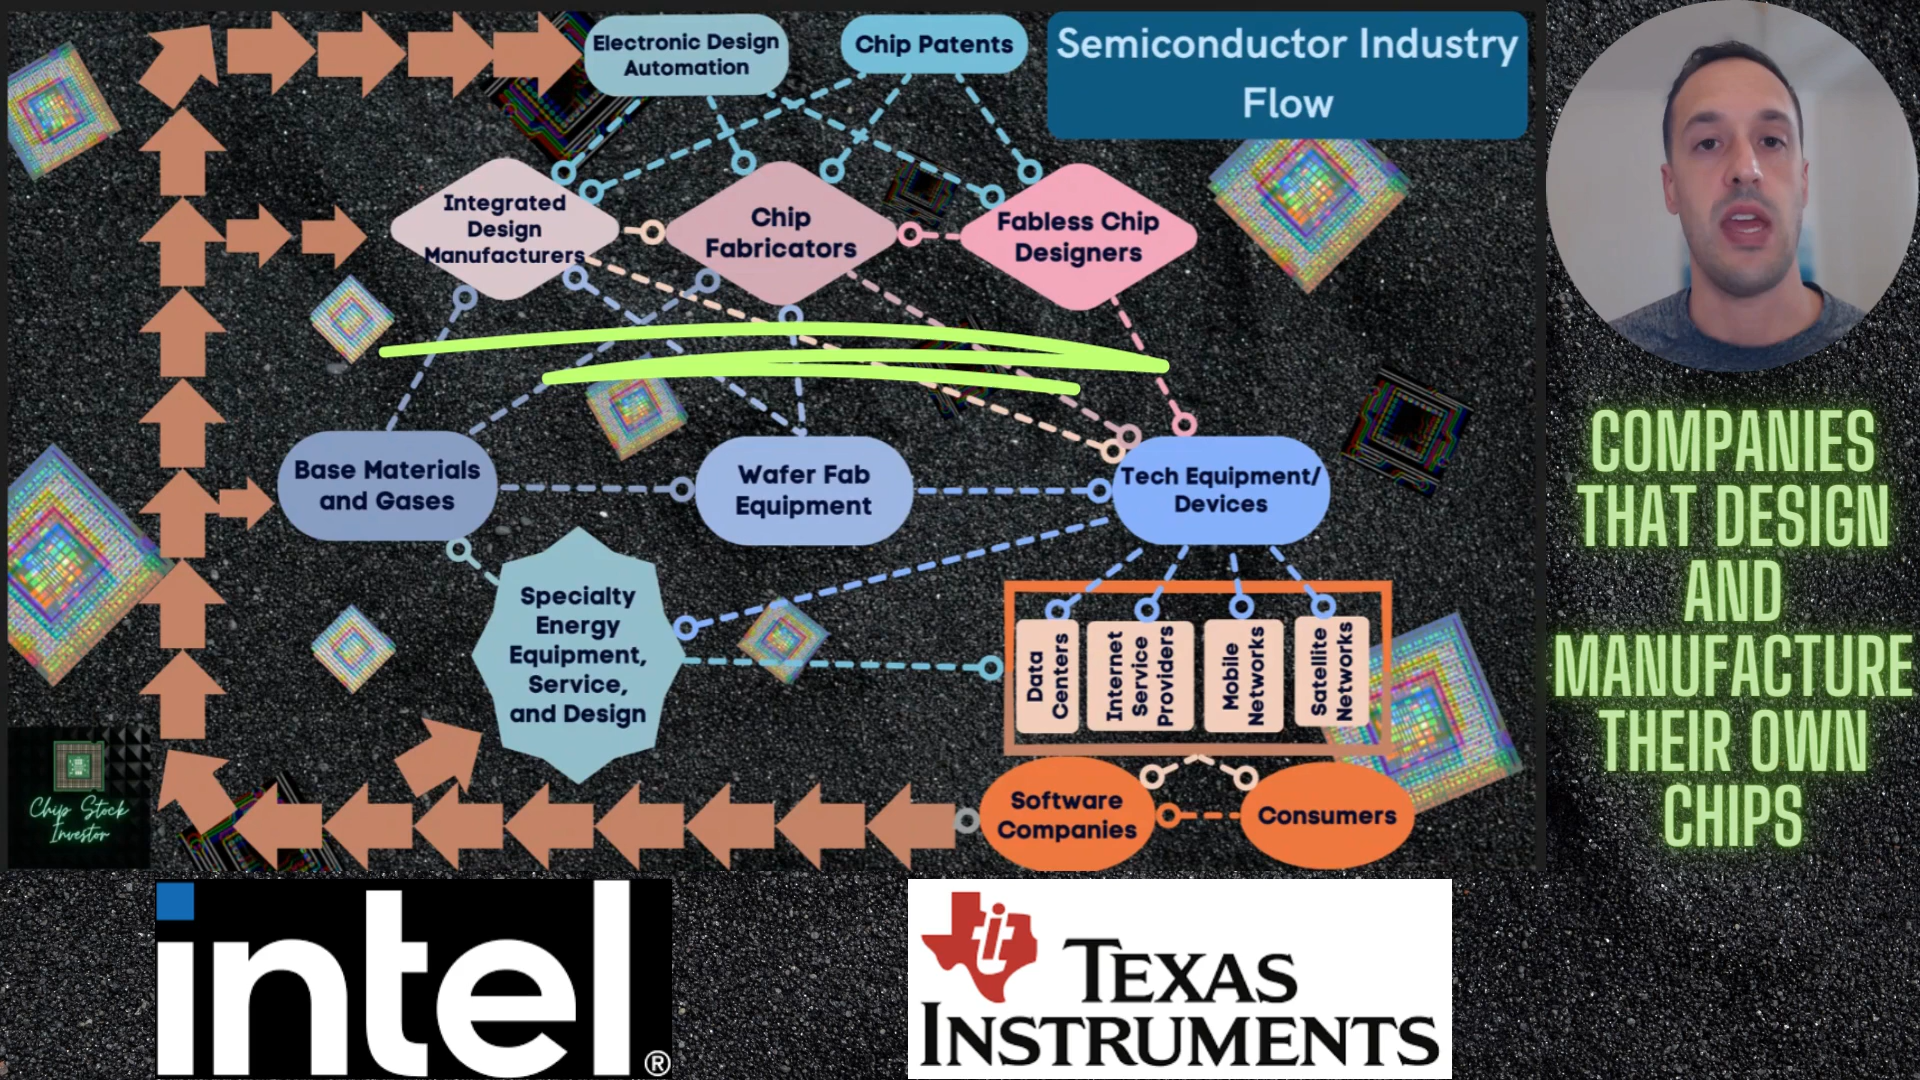 Electronic Design
Automation
Chip Patents
Semiconductor Industry
Flow
Integrated
Design
Manufacturers
Chip
Fabricators
Fabless Chip
Designers
Base Materials
and Gases
Wafer Fab
Equipment
Tech Equipment/
Devices
Specialty
Energy
Equipment,
Service,
and Design
Data
Centers
Internet
Service
Providers
Mobile
Networks
Satellite
Networks
Software
Companies
Consumers
Chip Stock
Investor
COMPANIES
THAT DESIGN
AND
MANUFACTURE
THEIR OWN
CHIPS
intel®
TEXAS
INSTRUMENTS